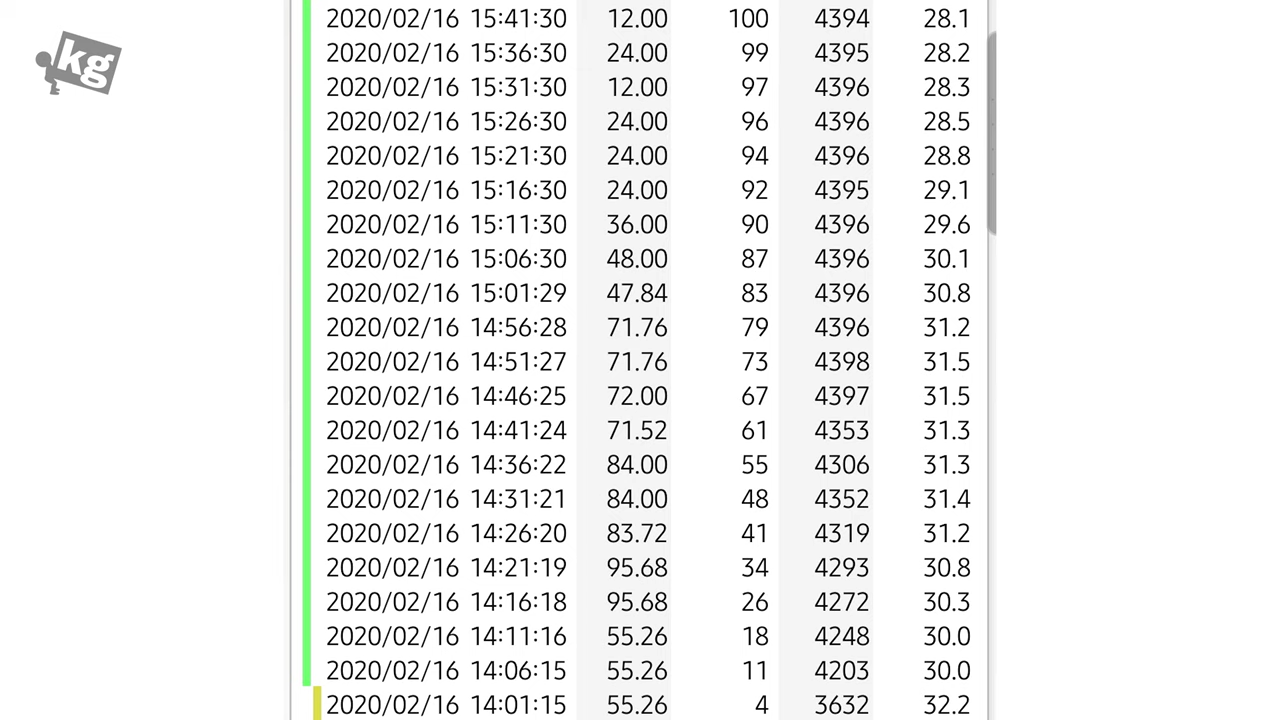 kg
2020/02/16 15:41:30 12.00 100 4394 28.1
2020/02/16 15:36:30 24.00 99 4395 28.2
2020/02/16 15:31:30 12.00 97 4396 28.3
2020/02/16 15:26:30 24.00 96 4396 28.5
2020/02/16 15:21:30 24.00 94 4396 28.8
2020/02/16 15:16:30 24.00 92 4395 29.1
2020/02/16 15:11:30 36.00 90 4396 29.6
2020/02/16 15:06:30 48.00 87 4396 30.1
2020/02/16 15:01:29 47.84 83 4396 30.8
2020/02/16 14:56:28 71.76 79 4396 31.2
2020/02/16 14:51:27 71.76 73 4398 31.5
2020/02/16 14:46:25 72.00 67 4397 31.5
2020/02/16 14:41:24 71.52 61 4353 31.3
2020/02/16 14:36:22 84.00 55 4306 31.3
2020/02/16 14:31:21 84.00 48 4352 31.4
2020/02/16 14:26:20 83.72 41 4319 31.2
2020/02/16 14:21:19 95.68 34 4293 30.8
2020/02/16 14:16:18 95.68 26 4272 30.3
2020/02/16 14:11:16 55.26 18 4248 30.0
2020/02/16 14:06:15 55.26 11 4203 30.0
2020/02/16 14:01:15 55.26 4 3632 32.2